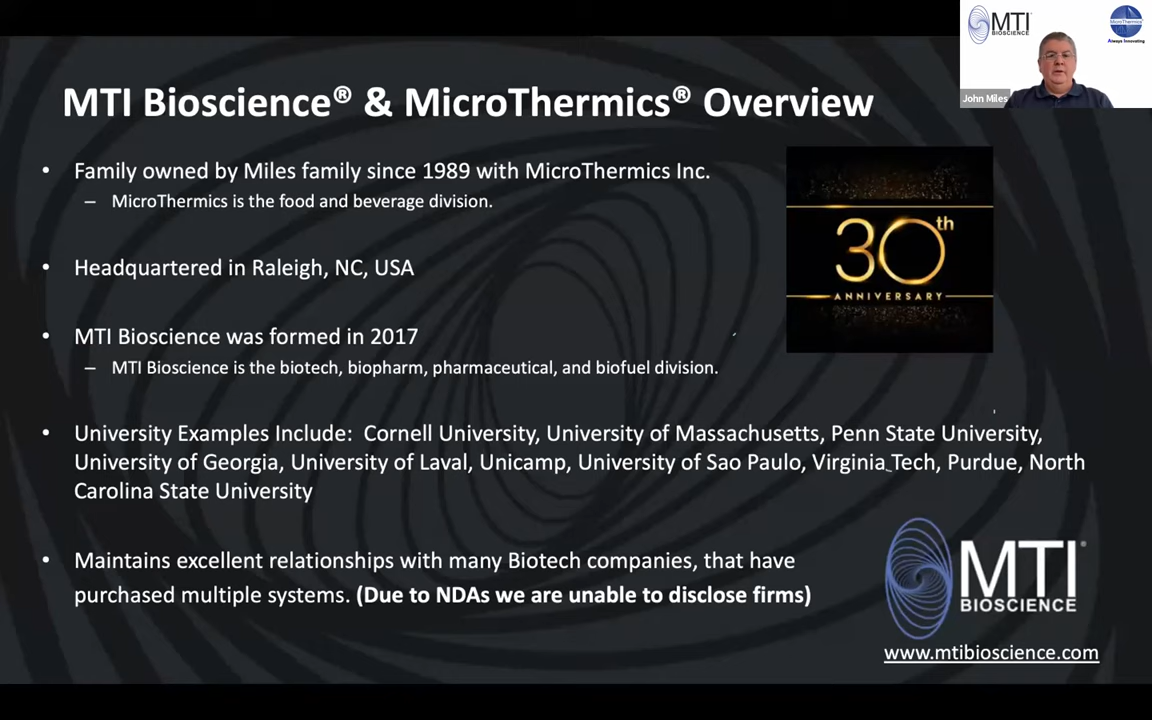 MTI Bioscience® & MicroThermics® Overview
• Family owned by Miles family since 1989 with MicroThermics Inc.
– MicroThermics is the food and beverage division.
• Headquartered in Raleigh, NC, USA
• MTI Bioscience was formed in 2017
– MTI Bioscience is the biotech, biopharm, pharmaceutical, and biofuel division.
• University Examples Include: Cornell University, University of Massachusetts, Penn State University,
University of Georgia, University of Laval, Unicamp, University of Sao Paulo, Virginia Tech, Purdue, North
Carolina State University
• Maintains excellent relationships with many Biotech companies, that have
purchased multiple systems. (Due to NDAs we are unable to disclose firms)
30th
ANNIVERSARY
MTI®
BIOSCIENCE
www.mtibioscience.com
MTI
BIOSCIENCE
MicroThermics
Always Innovating
John Miles